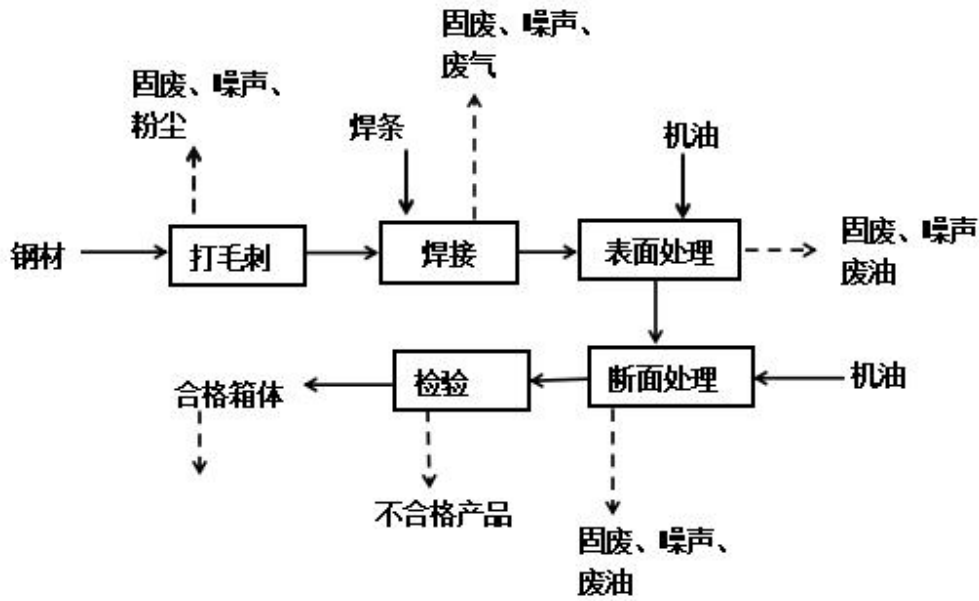 固废、噪声、
废气
固废、噪声、
粉尘
焊条
机油
钢材
打毛刺
焊接
表面处理
固废、噪声
废油
合格箱体
检验
断面处理
机油
不合格产品
固废、噪声、
废油